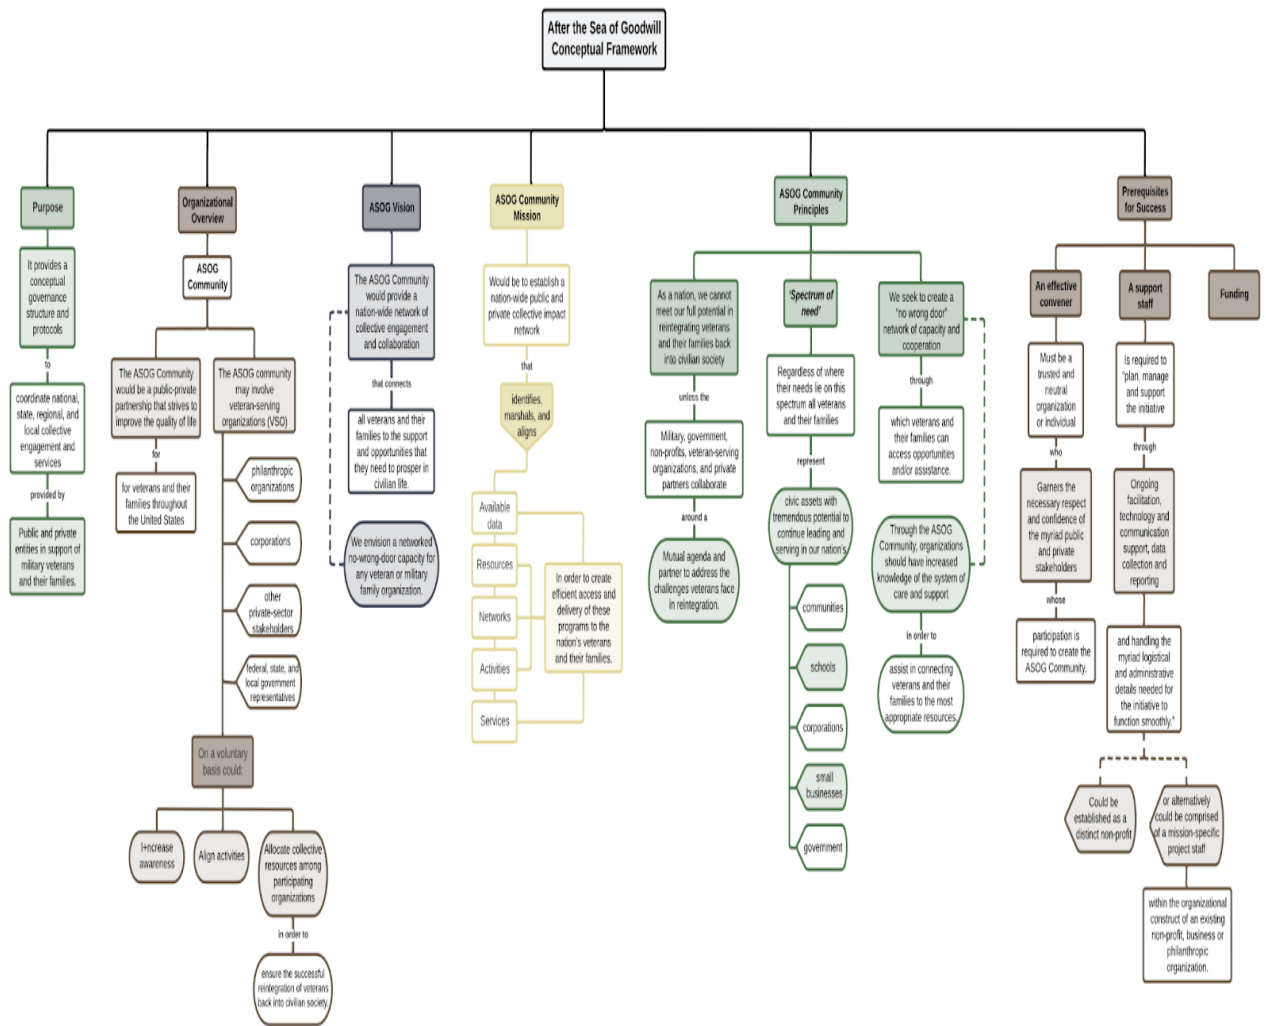 After the Sea of Goodwill
Conceptual Framework
Purpose
It provides a
conceptual
governance
structure and
protocols
to
coordinate national,
state, regional, and
local collective
engagement and
services
provided by
Public and private
entities in support of
military veterans
and their families.
Organizational
Overview
ASOG
Community
The ASOG Community
would be a public-private
partnership that strives to
improve the quality of life
for
for veterans and their
families throughout
the United States
The ASOG community
may involve
veteran-serving
organizations (VSO)
philanthropic
organizations
corporations
other
private-sector
stakeholders
federal, state, and
local government
representatives
On a voluntary
basis could:
I+ncrease
awareness
Align activities
Allocate collective
resources among
participating
organizations
in order to
ensure the successful
reintegration of veterans
back into civilian society.
ASOG Vision
The ASOG Community
would provide a
nation-wide network of
collective engagement
and collaboration
that connects
all veterans and their
families to the support
and opportunities that
they need to prosper in
civilian life.
We envision a networked
no-wrong-door capacity for
any veteran or military
family organization.
ASOG Community
Mission
Would be to establish a
nation-wide public and
private collective impact
network
that
identifies,
marshals, and
aligns
Available
data
Resources
Networks
Activities
Services
In order to create
efficient access and
delivery of these
programs to the
nation's veterans
and their families.
ASOG Community
Principles
As a nation, we cannot
meet our full potential in
reintegrating veterans
and their families back
into civilian society
unless the
Military, government,
non-profits, veteran-serving
organizations, and private
partners collaborate
around a
Mutual agenda and
partner to address the
challenges veterans face
in reintegration.
'Spectrum of
need'
Regardless of where
their needs lie on this
spectrum all veterans
and their families
represent
civic assets with
tremendous potential to
continue leading and
serving in our nation's
communities
schools
corporations
small
businesses
government
We seek to create a
"no wrong door"
network of capacity and
cooperation
through
which veterans and
their families can
access opportunities
and/or assistance.
Through the ASOG
Community, organizations
should have increased
knowledge of the system of
care and support
in order to
assist in connecting
veterans and their
families to the most
appropriate resources.
Prerequisites
for Success
An effective
convener
Must be a
trusted and
neutral
organization
or individual
who
Garners the
necessary respect
and confidence of
the myriad public
and private
stakeholders
whose
participation is
required to create the
ASOG Community.
A support
staff
Is required to
"plan, manage
and support
the initiative
through
Ongoing
facilitation,
technology and
communication
support, data
collection and
reporting
and handling the
myriad logistical
and administrative
details needed for
the initiative to
function smoothly."
Could be
established as a
distinct non-profit
or alternatively
could be comprised
of a mission-specific
project staff
within the organizational
construct of an existing
non-profit, business or
philanthropic
organization.
Funding